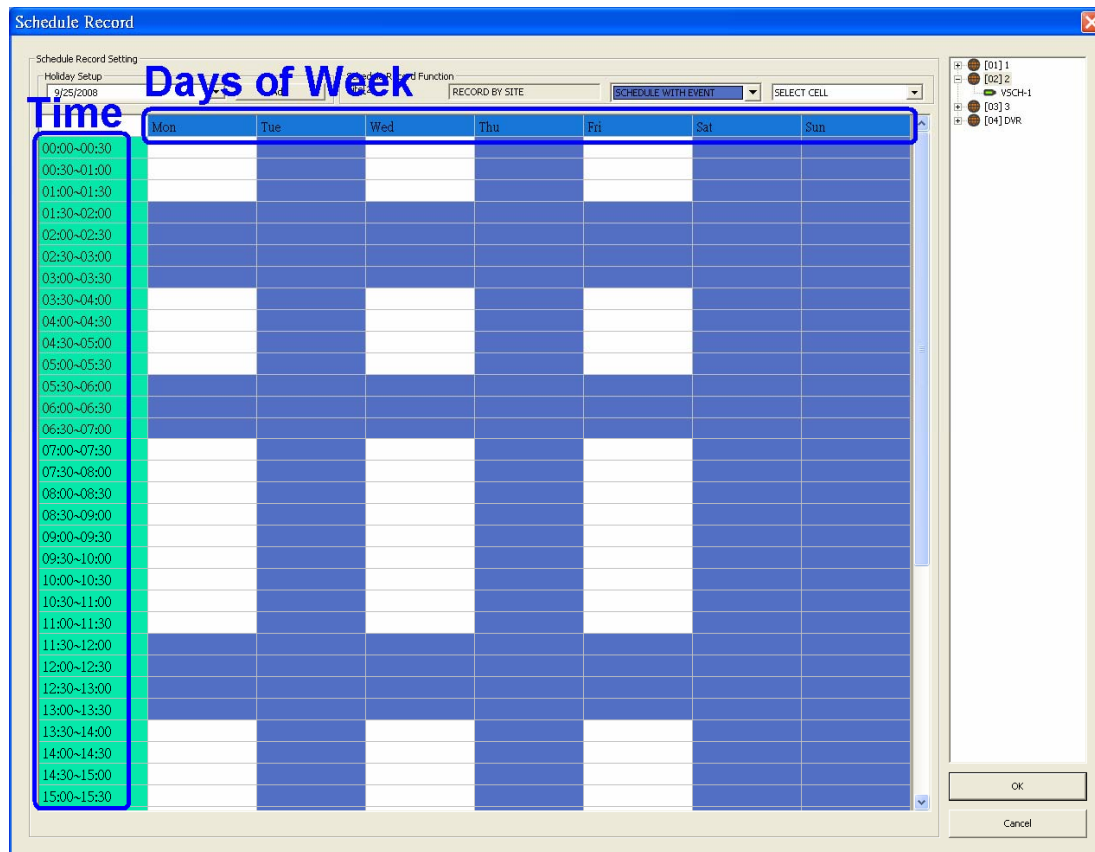 Schedule Record
Schedule Record Setting
Holiday Setup
9/25/2008
Days of Week
Schedule Record Function
RECORD BY SITE
SCHEDULE WITH EVENT
SELECT CELL
Time
Mon Tue Wed Thu Fri Sat Sun
00:00~00:30
00:30~01:00
01:00~01:30
01:30~02:00
02:00~02:30
02:30~03:00
03:00~03:30
03:30~04:00
04:00~04:30
04:30~05:00
05:00~05:30
05:30~06:00
06:00~06:30
06:30~07:00
07:00~07:30
07:30~08:00
08:00~08:30
08:30~09:00
09:00~09:30
09:30~10:00
10:00~10:30
10:30~11:00
11:00~11:30
11:30~12:00
12:00~12:30
12:30~13:00
13:00~13:30
13:30~14:00
14:00~14:30
14:30~15:00
15:00~15:30
[01] 1
[02] 2
VSCH-1
[03] 3
[04] DVR
OK
Cancel